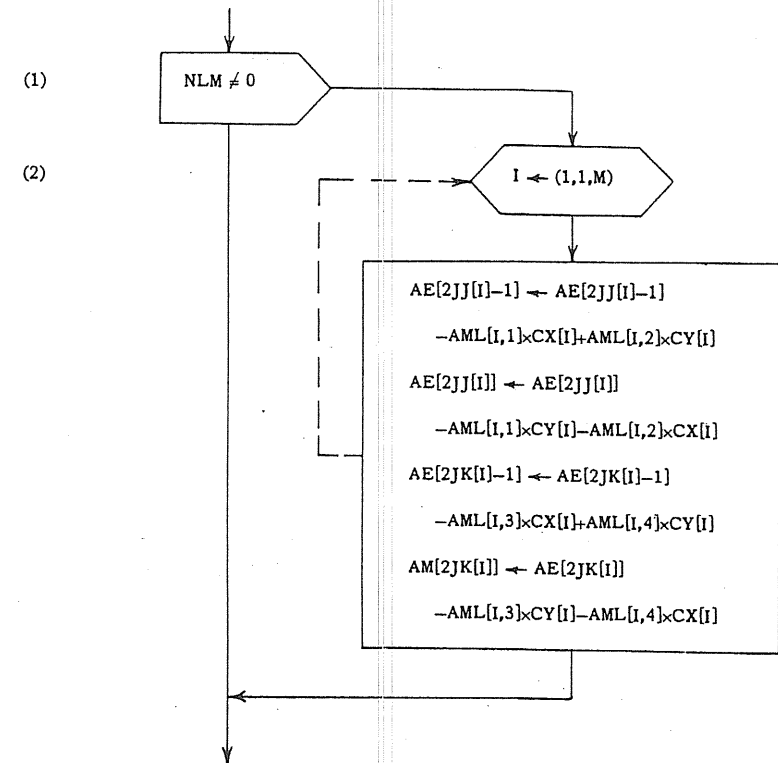 (1) NLM ≠ 0
(2) I ← (1,1,M)
AE[2JJ[I]−1] ← AE[2JJ[I]−1]
−AML[I,1]×CX[I]+AML[I,2]×CY[I]
AE[2JJ[I]] ← AE[2JJ[I]]
−AML[I,1]×CY[I]−AML[I,2]×CX[I]
AE[2JK[I]−1] ← AE[2JK[I]−1]
−AML[I,3]×CX[I]+AML[I,4]×CY[I]
AM[2JK[I]] ← AE[2JK[I]]
−AML[I,3]×CY[I]−AML[I,4]×CX[I]